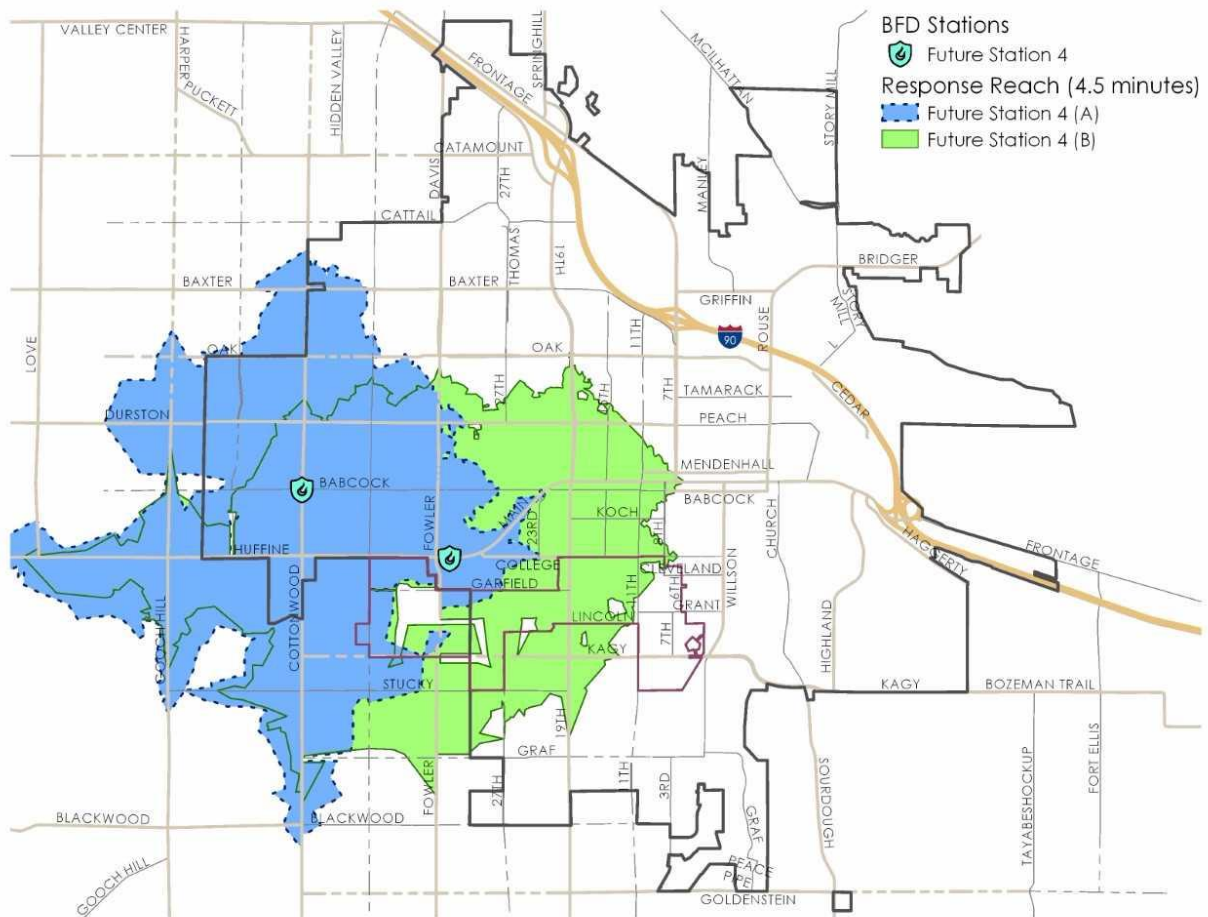 BFD Stations
Future Station 4
Response Reach (4.5 minutes)
Future Station 4 (A)
Future Station 4 (B)
VALLEY CENTER
HARPER
PUCKETT
HIDDEN VALLEY
FRONTAGE
SPRINGHILL
MCILHATTAN
STORY MILL
DAVIS
CATAMOUNT
27TH
MANLEY
CATTAIL
THOMAS
19TH
BRIDGER
BAXTER
BAXTER
GRIFFIN
STORY
MILL
LOVE
OAK
OAK
11TH
90
ROUSE
L
27TH
7TH
TAMARACK
CEDAR
DURSTON
PEACH
MENDENHALL
BABCOCK
BABCOCK
MAIN
KOCH
8TH
FOWLER
23RD
CHURCH
HUFFINE
COLLEGE
CLEVELAND
WILLSON
HAGGERTY
FRONTAGE
GARFIELD
11TH
6TH
GRANT
LINCOLN
7TH
GOOCH HILL
COTTONWOOD
KAGY
HIGHLAND
STUCKY
KAGY
BOZEMAN TRAIL
19TH
GRAF
FOWLER
27TH
11TH
3RD
SOURDOUGH
TAYABESHOCKUP
FORT ELLIS
BLACKWOOD
BLACKWOOD
GRAF
GOOCH HILL
PEACE
PIPE
GOLDENSTEIN